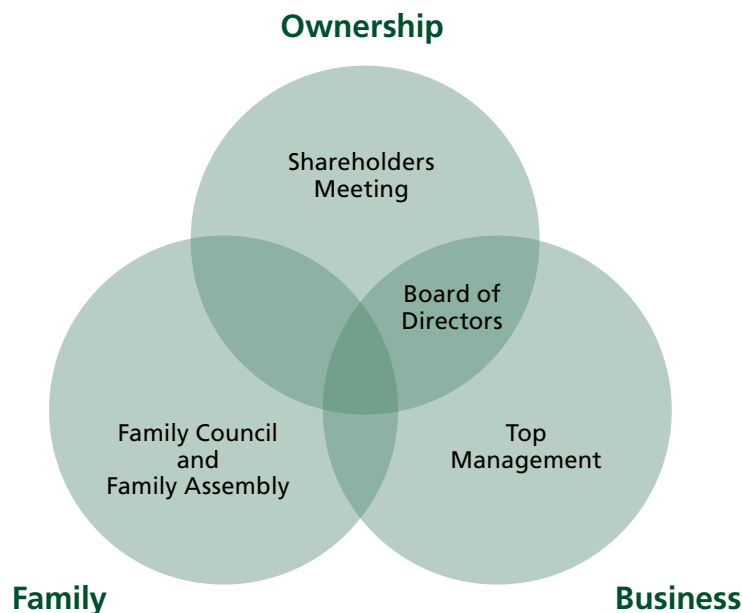 Ownership
Shareholders
Meeting
Board of
Directors
Family Council
and
Family Assembly
Top
Management
Family
Business